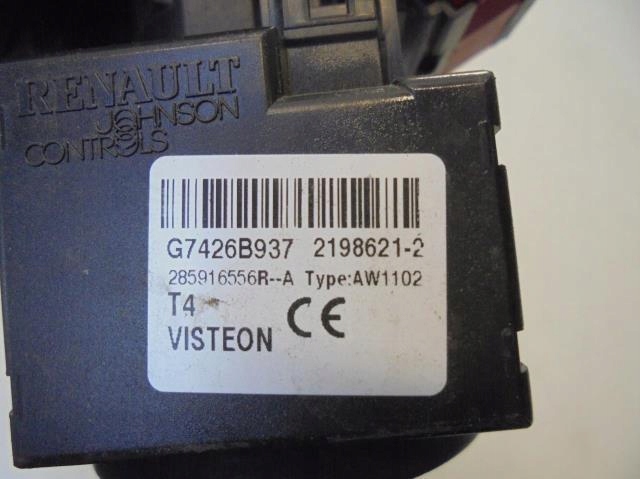 RENAULT
JOHNSON
CONTROLS
G7426B937 2198621-2
285916556R--A Type:AW1102
T4 CE
VISTEON